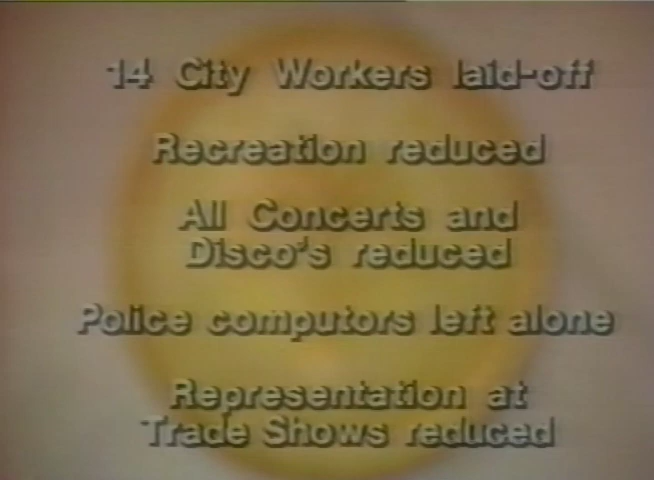 14 City Workers laid-off
Recreation reduced
All Concerts and
Disco's reduced
Police computors left alone
Representation at
Trade Shows reduced